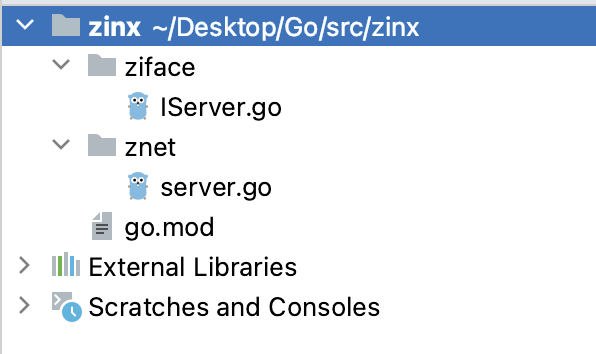 zinx ~/Desktop/Go/src/zinx
ziface
IServer.go
znet
server.go
go.mod
External Libraries
Scratches and Consoles